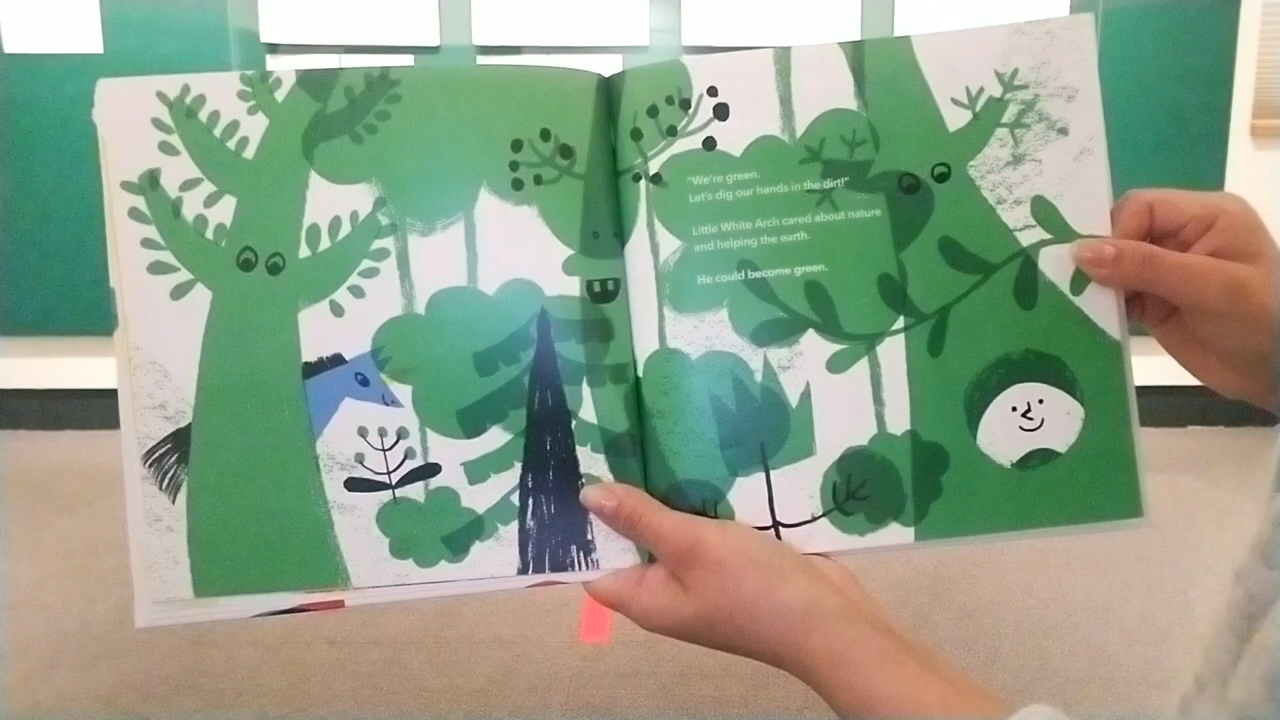 "We're green.
Let's dig our hands in the dirt!"
Little White Arch cared about nature
and helping the earth.
He could become green.